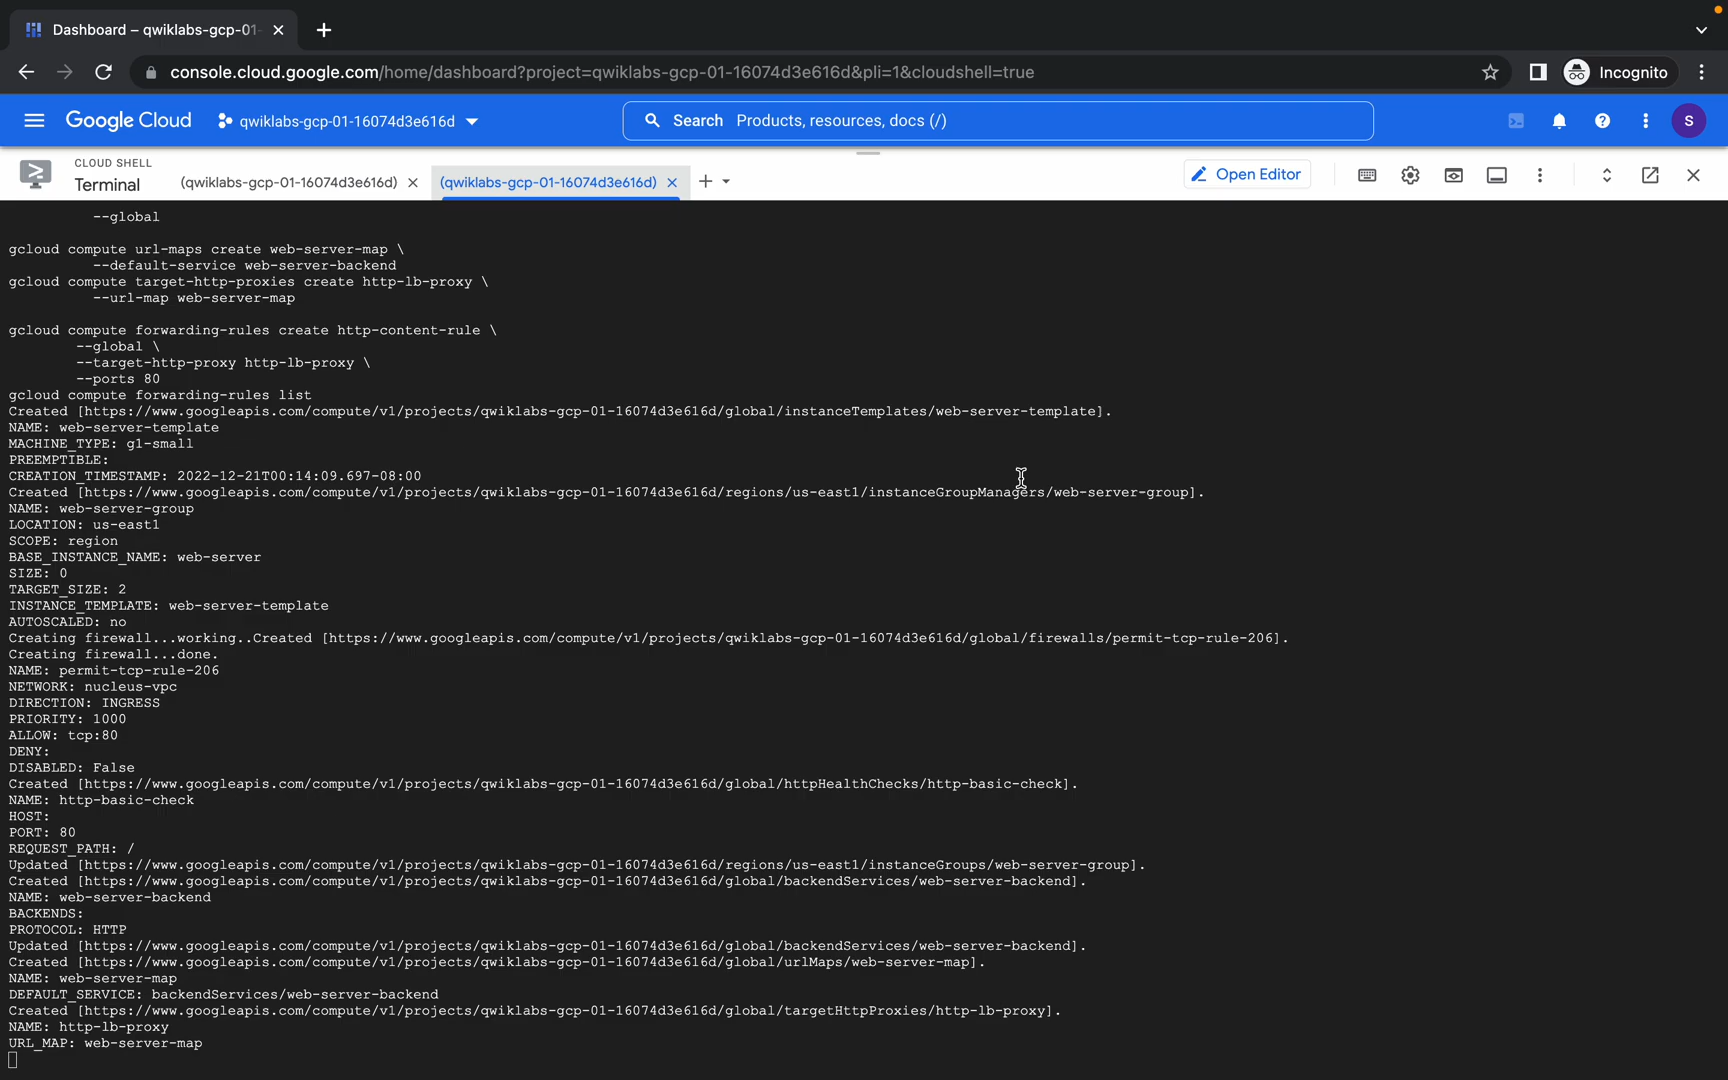 Dashboard – qwiklabs-gcp-01-
console.cloud.google.com/home/dashboard?project=qwiklabs-gcp-01-16074d3e616d&pli=1&cloudshell=true
Incognito
Google Cloud
qwiklabs-gcp-01-16074d3e616d
Search Products, resources, docs (/)
S
CLOUD SHELL
Terminal
(qwiklabs-gcp-01-16074d3e616d)
(qwiklabs-gcp-01-16074d3e616d)
Open Editor
--global
gcloud compute url-maps create web-server-map \
--default-service web-server-backend
gcloud compute target-http-proxies create http-lb-proxy \
--url-map web-server-map
gcloud compute forwarding-rules create http-content-rule \
--global \
--target-http-proxy http-lb-proxy \
--ports 80
gcloud compute forwarding-rules list
Created [https://www.googleapis.com/compute/v1/projects/qwiklabs-gcp-01-16074d3e616d/global/instanceTemplates/web-server-template].
NAME: web-server-template
MACHINE_TYPE: g1-small
PREEMPTIBLE:
CREATION_TIMESTAMP: 2022-12-21T00:14:09.697-08:00
Created [https://www.googleapis.com/compute/v1/projects/qwiklabs-gcp-01-16074d3e616d/regions/us-east1/instanceGroupManagers/web-server-group].
NAME: web-server-group
LOCATION: us-east1
SCOPE: region
BASE_INSTANCE_NAME: web-server
SIZE: 0
TARGET_SIZE: 2
INSTANCE_TEMPLATE: web-server-template
AUTOSCALED: no
Creating firewall...working..Created [https://www.googleapis.com/compute/v1/projects/qwiklabs-gcp-01-16074d3e616d/global/firewalls/permit-tcp-rule-206].
Creating firewall...done.
NAME: permit-tcp-rule-206
NETWORK: nucleus-vpc
DIRECTION: INGRESS
PRIORITY: 1000
ALLOW: tcp:80
DENY:
DISABLED: False
Created [https://www.googleapis.com/compute/v1/projects/qwiklabs-gcp-01-16074d3e616d/global/httpHealthChecks/http-basic-check].
NAME: http-basic-check
HOST:
PORT: 80
REQUEST_PATH: /
Updated [https://www.googleapis.com/compute/v1/projects/qwiklabs-gcp-01-16074d3e616d/regions/us-east1/instanceGroups/web-server-group].
Created [https://www.googleapis.com/compute/v1/projects/qwiklabs-gcp-01-16074d3e616d/global/backendServices/web-server-backend].
NAME: web-server-backend
BACKENDS:
PROTOCOL: HTTP
Updated [https://www.googleapis.com/compute/v1/projects/qwiklabs-gcp-01-16074d3e616d/global/backendServices/web-server-backend].
Created [https://www.googleapis.com/compute/v1/projects/qwiklabs-gcp-01-16074d3e616d/global/urlMaps/web-server-map].
NAME: web-server-map
DEFAULT_SERVICE: backendServices/web-server-backend
Created [https://www.googleapis.com/compute/v1/projects/qwiklabs-gcp-01-16074d3e616d/global/targetHttpProxies/http-lb-proxy].
NAME: http-lb-proxy
URL_MAP: web-server-map